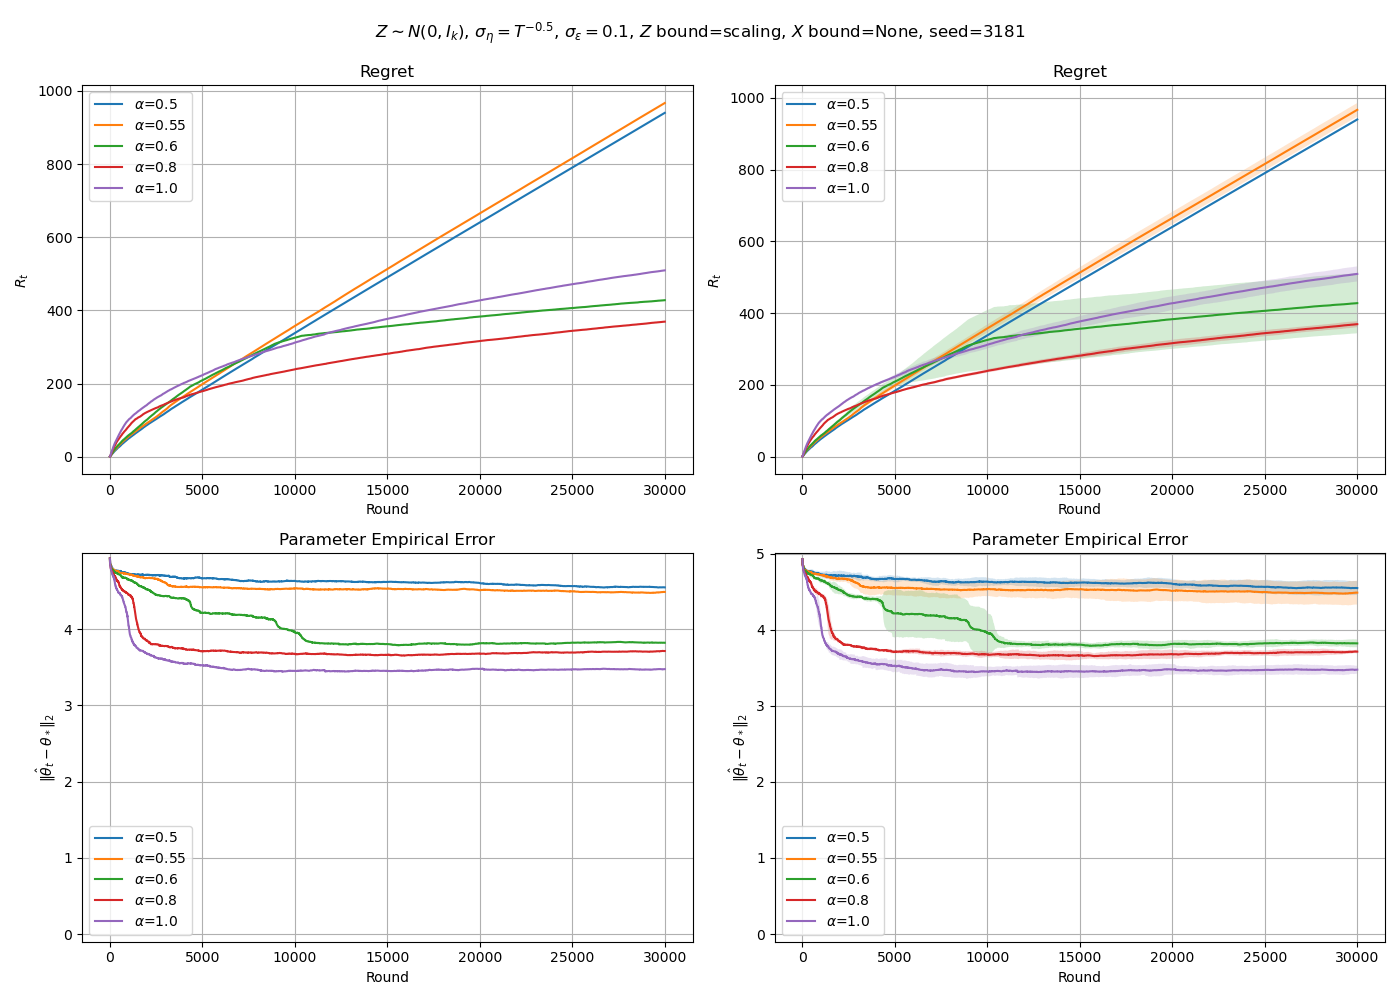 Z ∼ N(0, I_k), σ_η = T^{−0.5}, σ_ε = 0.1, Z bound=scaling, X bound=None, seed=3181
Regret
R_t
1000
800
600
400
200
0
α=0.5
α=0.55
α=0.6
α=0.8
α=1.0
0 5000 10000 15000 20000 25000 30000
Round
Regret
R_t
1000
800
600
400
200
0
α=0.5
α=0.55
α=0.6
α=0.8
α=1.0
0 5000 10000 15000 20000 25000 30000
Round
Parameter Empirical Error
‖θ̂_t − θ_*‖_2
4
3
2
1
0
α=0.5
α=0.55
α=0.6
α=0.8
α=1.0
0 5000 10000 15000 20000 25000 30000
Round
Parameter Empirical Error
‖θ̂_t − θ_*‖_2
5
4
3
2
1
0
α=0.5
α=0.55
α=0.6
α=0.8
α=1.0
0 5000 10000 15000 20000 25000 30000
Round